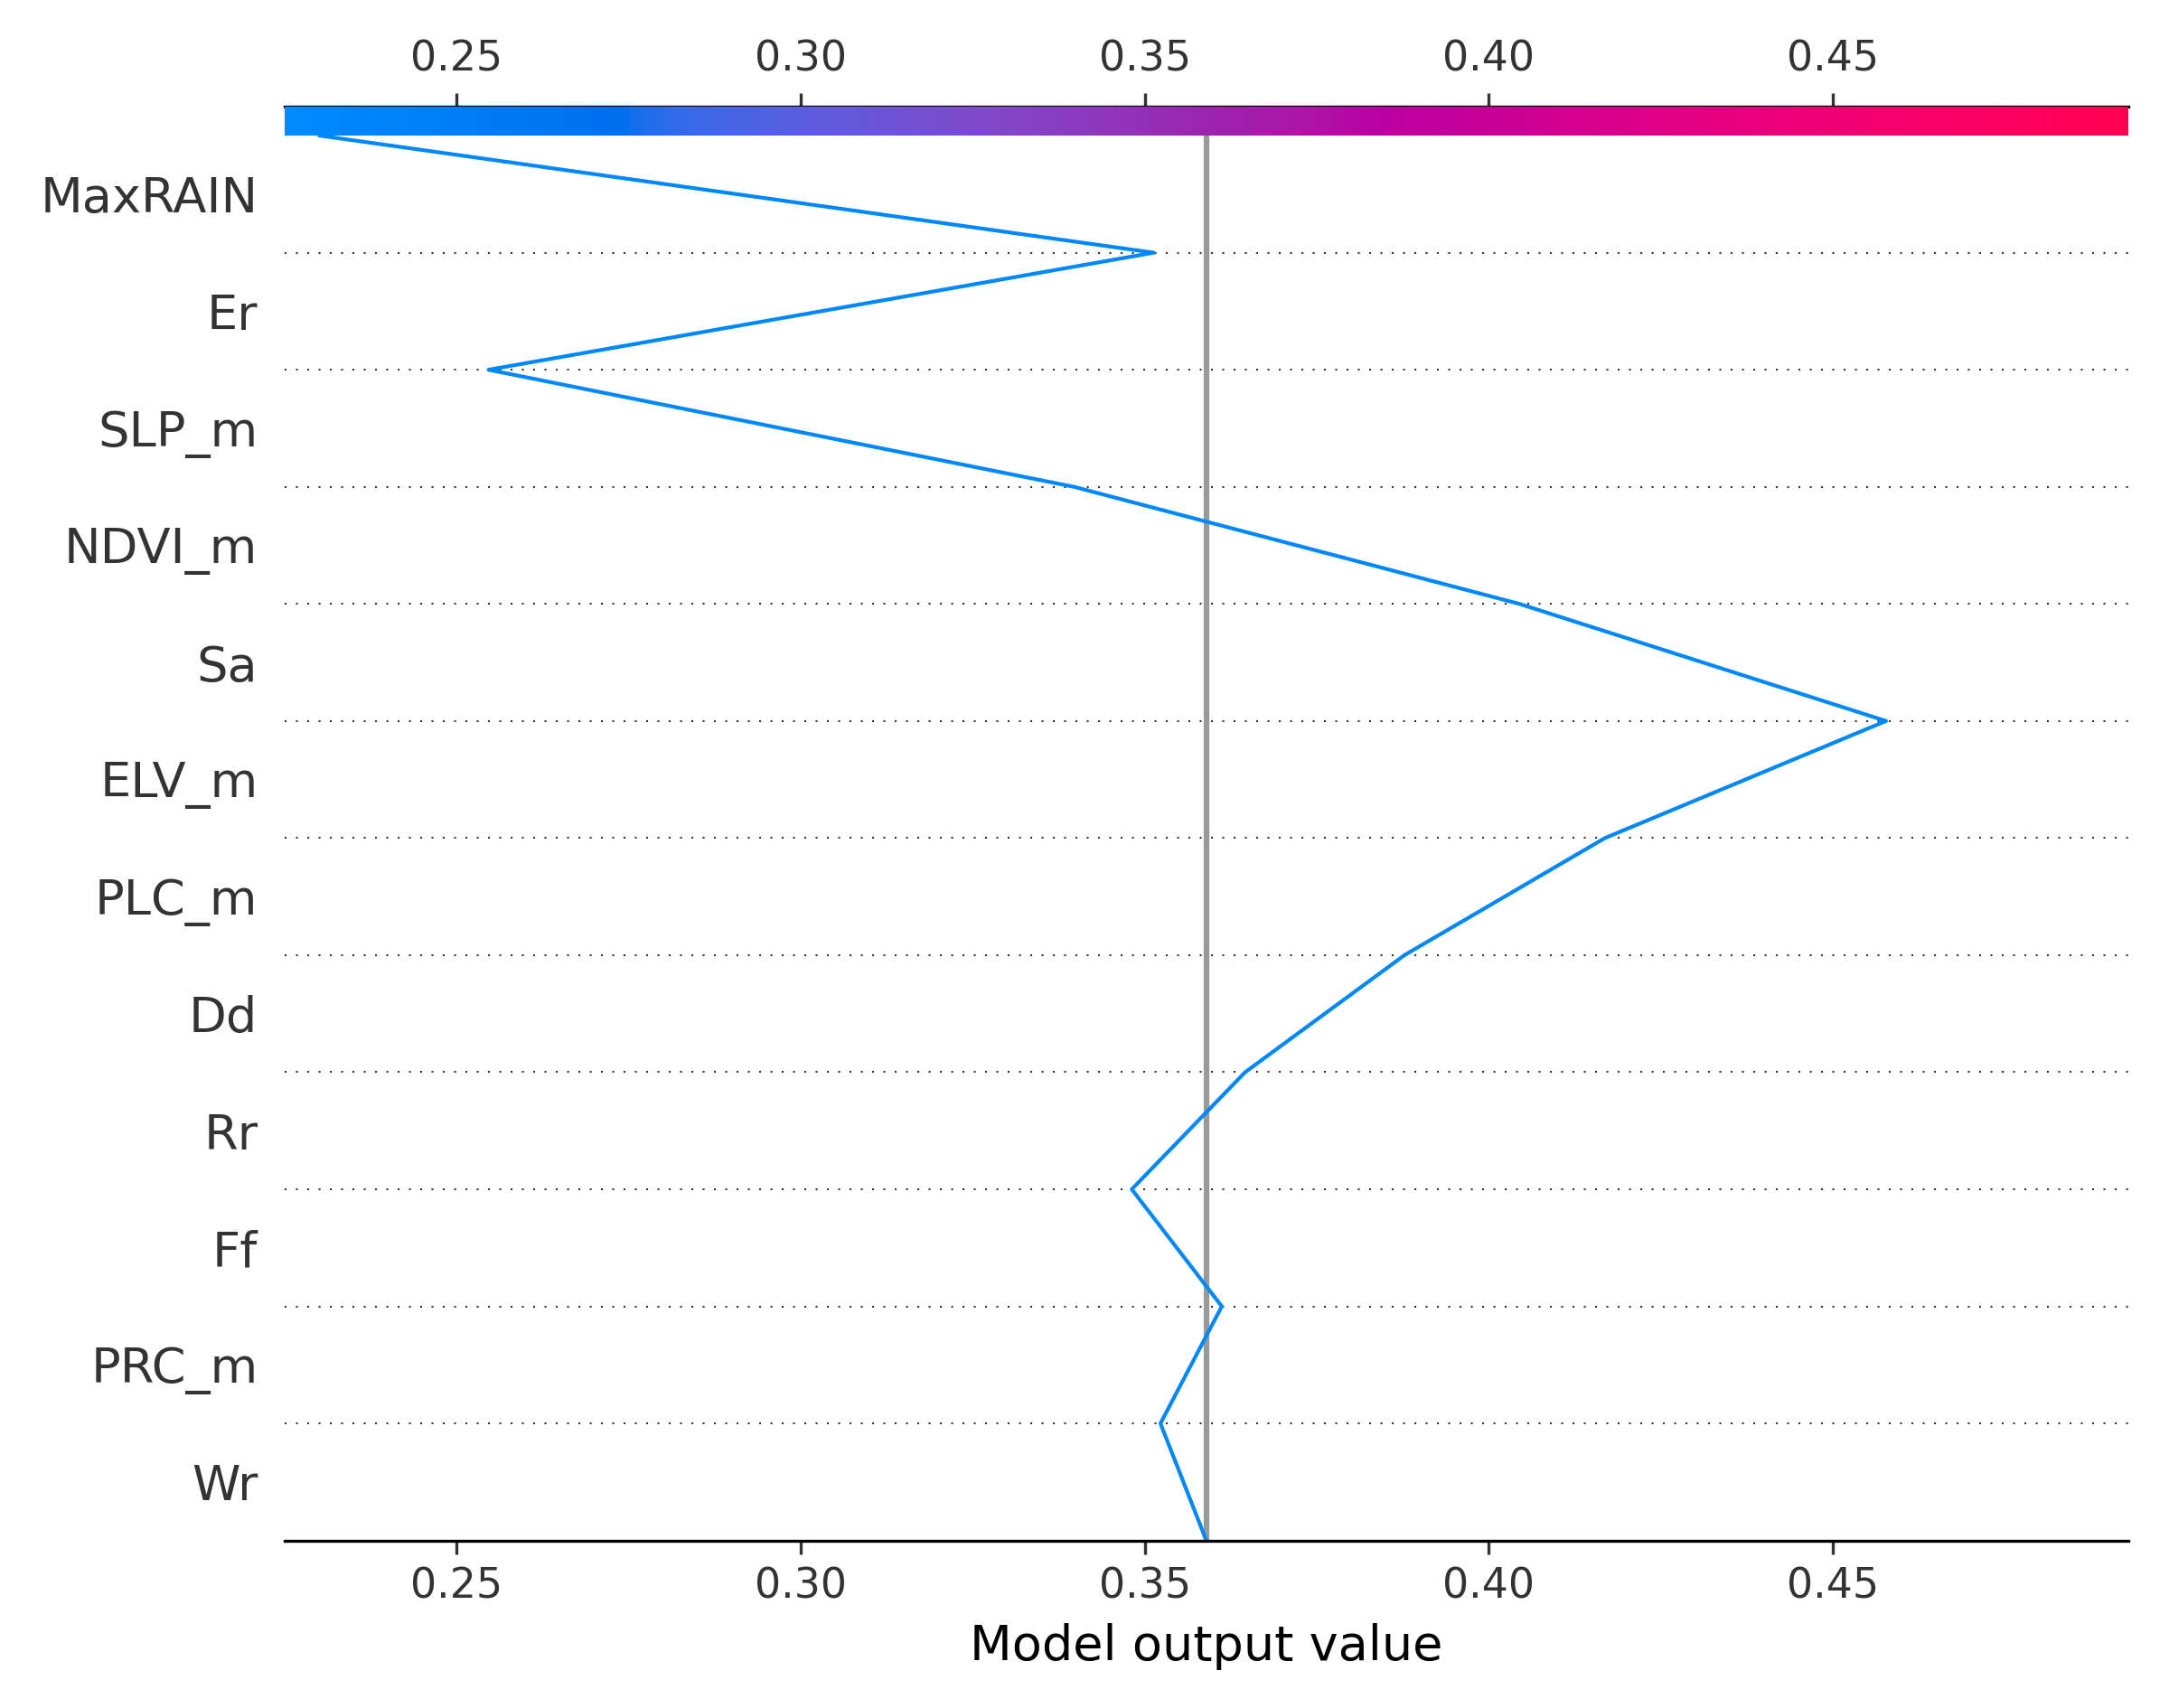 0.25 0.30 0.35 0.40 0.45
MaxRAIN
Er
SLP_m
NDVI_m
Sa
ELV_m
PLC_m
Dd
Rr
Ff
PRC_m
Wr
0.25 0.30 0.35 0.40 0.45
Model output value